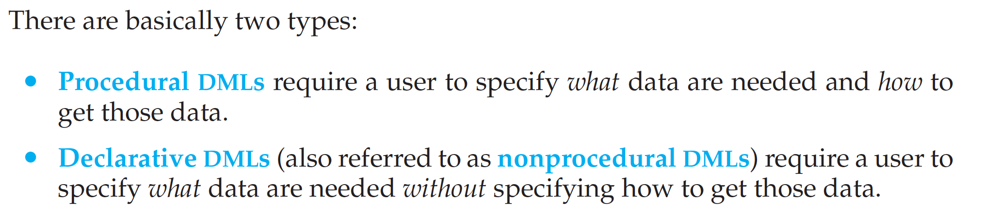 There are basically two types:
• Procedural DMLs require a user to specify what data are needed and how to
get those data.
• Declarative DMLs (also referred to as nonprocedural DMLs) require a user to
specify what data are needed without specifying how to get those data.